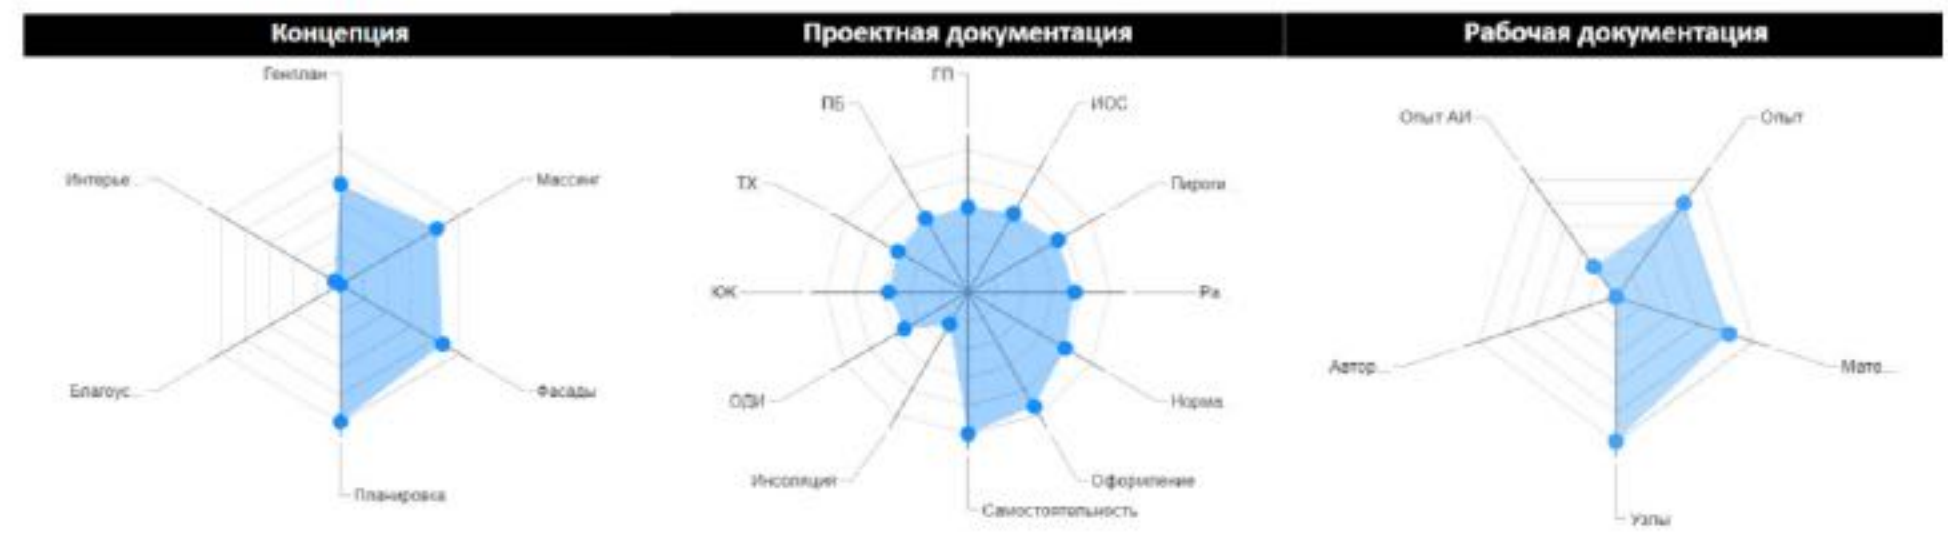 Концепция
Проектная документация
Рабочая документация
Генплан
Массинг
Фасады
Планировка
Благоус...
Интерье...
ГП
ИОС
Пироги
Ра
Норма
Оформление
Самостоятельность
Инсоляция
ОДИ
ЮК
ТХ
ПБ
Опыт АИ
Опыт
Мате...
Узлы
Автор...